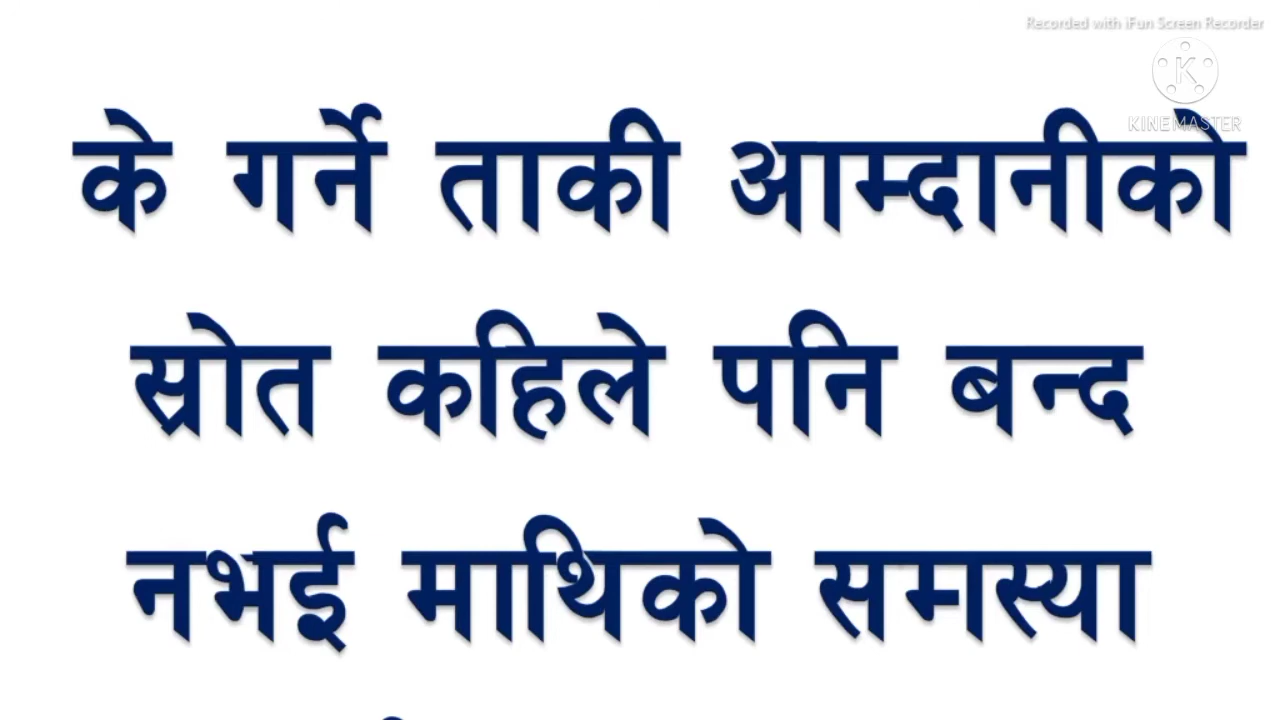 Recorded with iFun Screen Recorder
KINEMASTER
के गर्ने ताकी आम्दानीको
स्रोत कहिले पनि बन्द
नभई माथिको समस्या